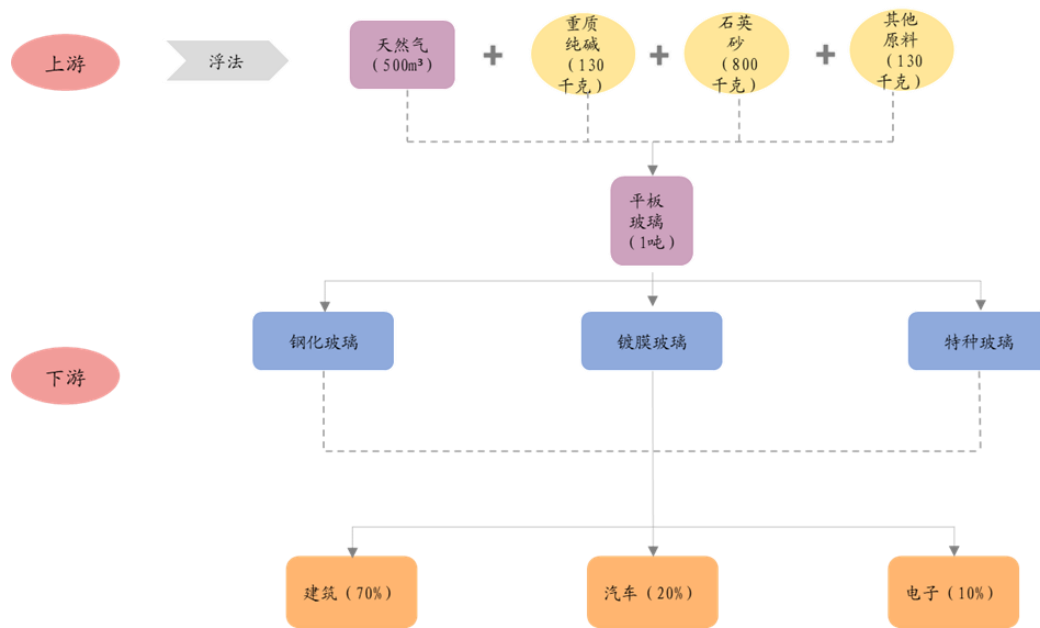 上游
浮法
天然气
（500m³）
重质
纯碱
（130
千克）
石英
砂
（800
千克）
其他
原料
（130
千克）
平板
玻璃
（1吨）
下游
钢化玻璃
镀膜玻璃
特种玻璃
建筑（70%）
汽车（20%）
电子（10%）